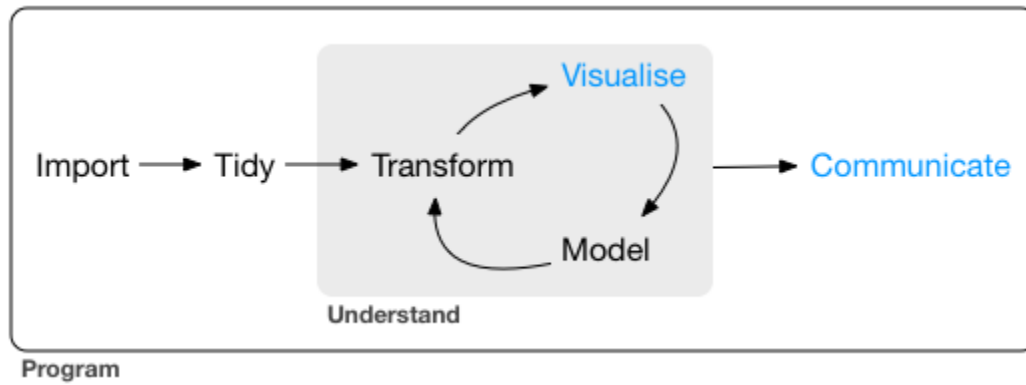 Visualise
Import
Tidy
Transform
Communicate
Model
Understand
Program